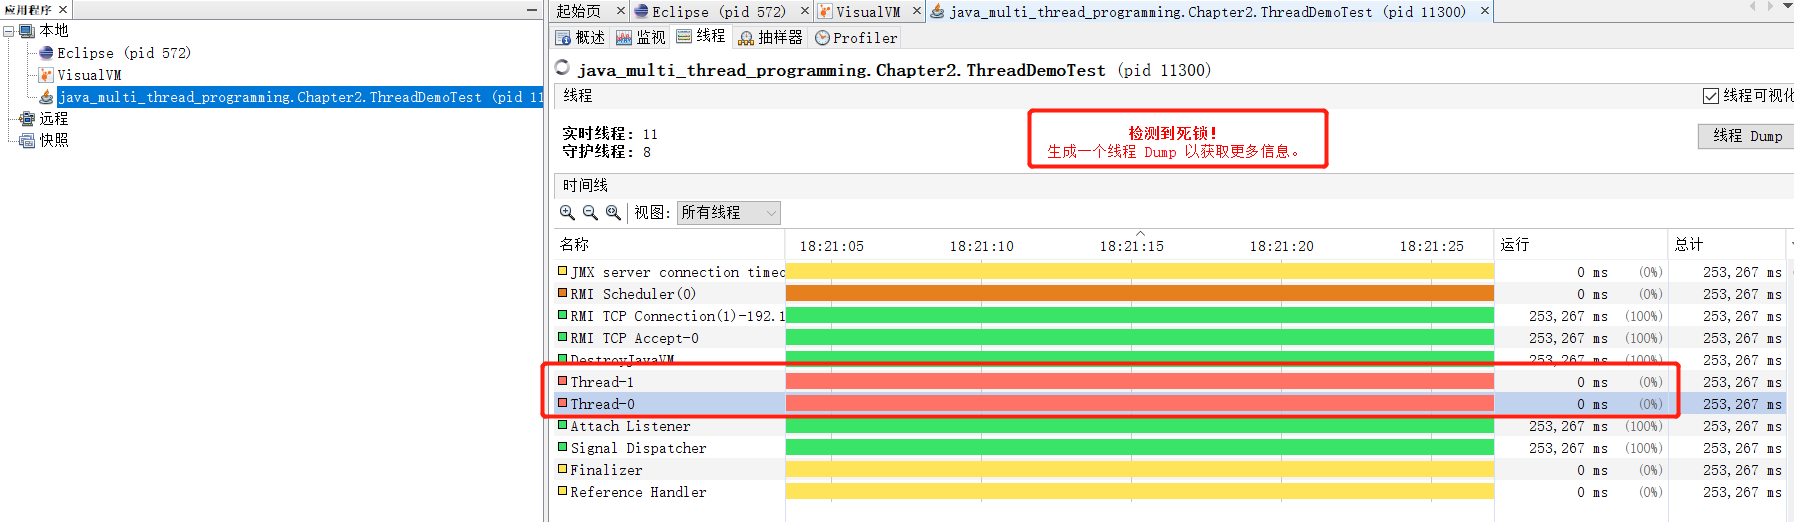 应用程序 ×
本地
Eclipse (pid 572)
VisualVM
java_multi_thread_programming.Chapter2.ThreadDemoTest (pid 11
远程
快照
起始页 × Eclipse (pid 572) × VisualVM × java_multi_thread_programming.Chapter2.ThreadDemoTest (pid 11300) ×
概述 监视 线程 抽样器 Profiler
java_multi_thread_programming.Chapter2.ThreadDemoTest (pid 11300)
线程 线程可视化
实时线程: 11
守护线程: 8
检测到死锁!
生成一个线程 Dump 以获取更多信息。
线程 Dump
时间线
视图: 所有线程
名称 18:21:05 18:21:10 18:21:15 18:21:20 18:21:25 运行 总计
JMX server connection timeo 0 ms (0%) 253,267 ms
RMI Scheduler(0) 0 ms (0%) 253,267 ms
RMI TCP Connection(1)-192.1 253,267 ms (100%) 253,267 ms
RMI TCP Accept-0 253,267 ms (100%) 253,267 ms
DestroyJavaVM 253,267 ms (100%) 253,267 ms
Thread-1 0 ms (0%) 253,267 ms
Thread-0 0 ms (0%) 253,267 ms
Attach Listener 253,267 ms (100%) 253,267 ms
Signal Dispatcher 253,267 ms (100%) 253,267 ms
Finalizer 0 ms (0%) 253,267 ms
Reference Handler 0 ms (0%) 253,267 ms